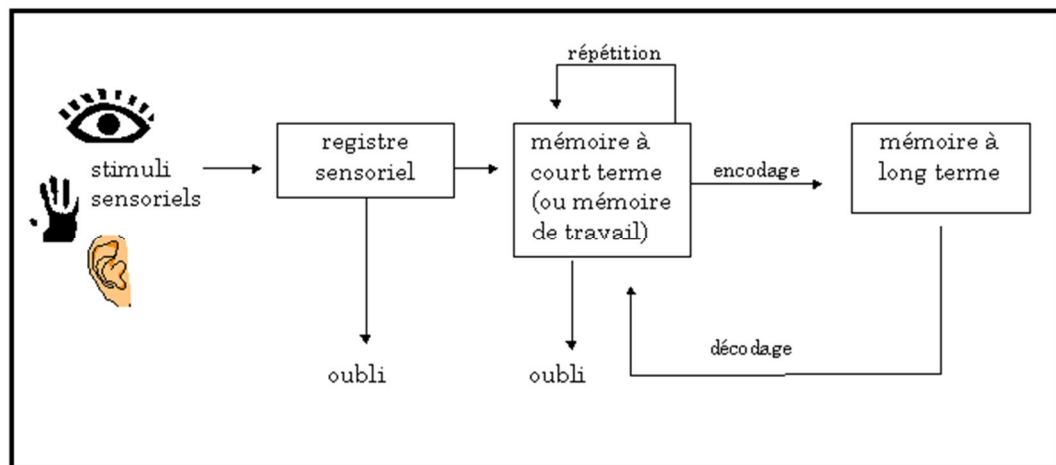 répétition
stimuli
sensoriels
registre
sensoriel
mémoire à
court terme
(ou mémoire
de travail)
encodage
mémoire à
long terme
oubli
oubli
décodage